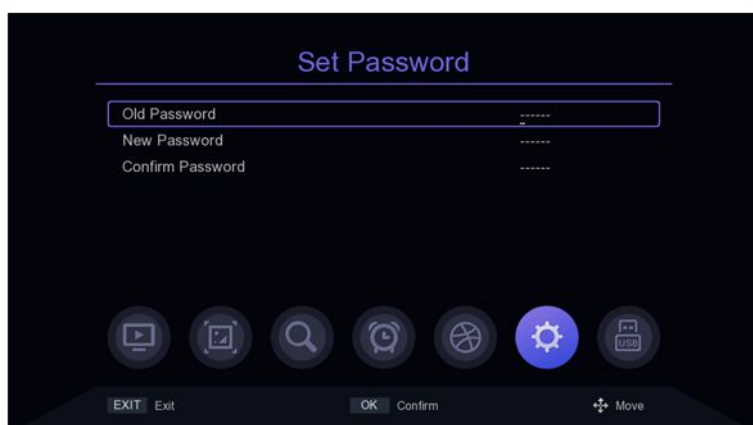 Set Password
Old Password ------
New Password ------
Confirm Password ------
USB
EXIT Exit OK Confirm Move